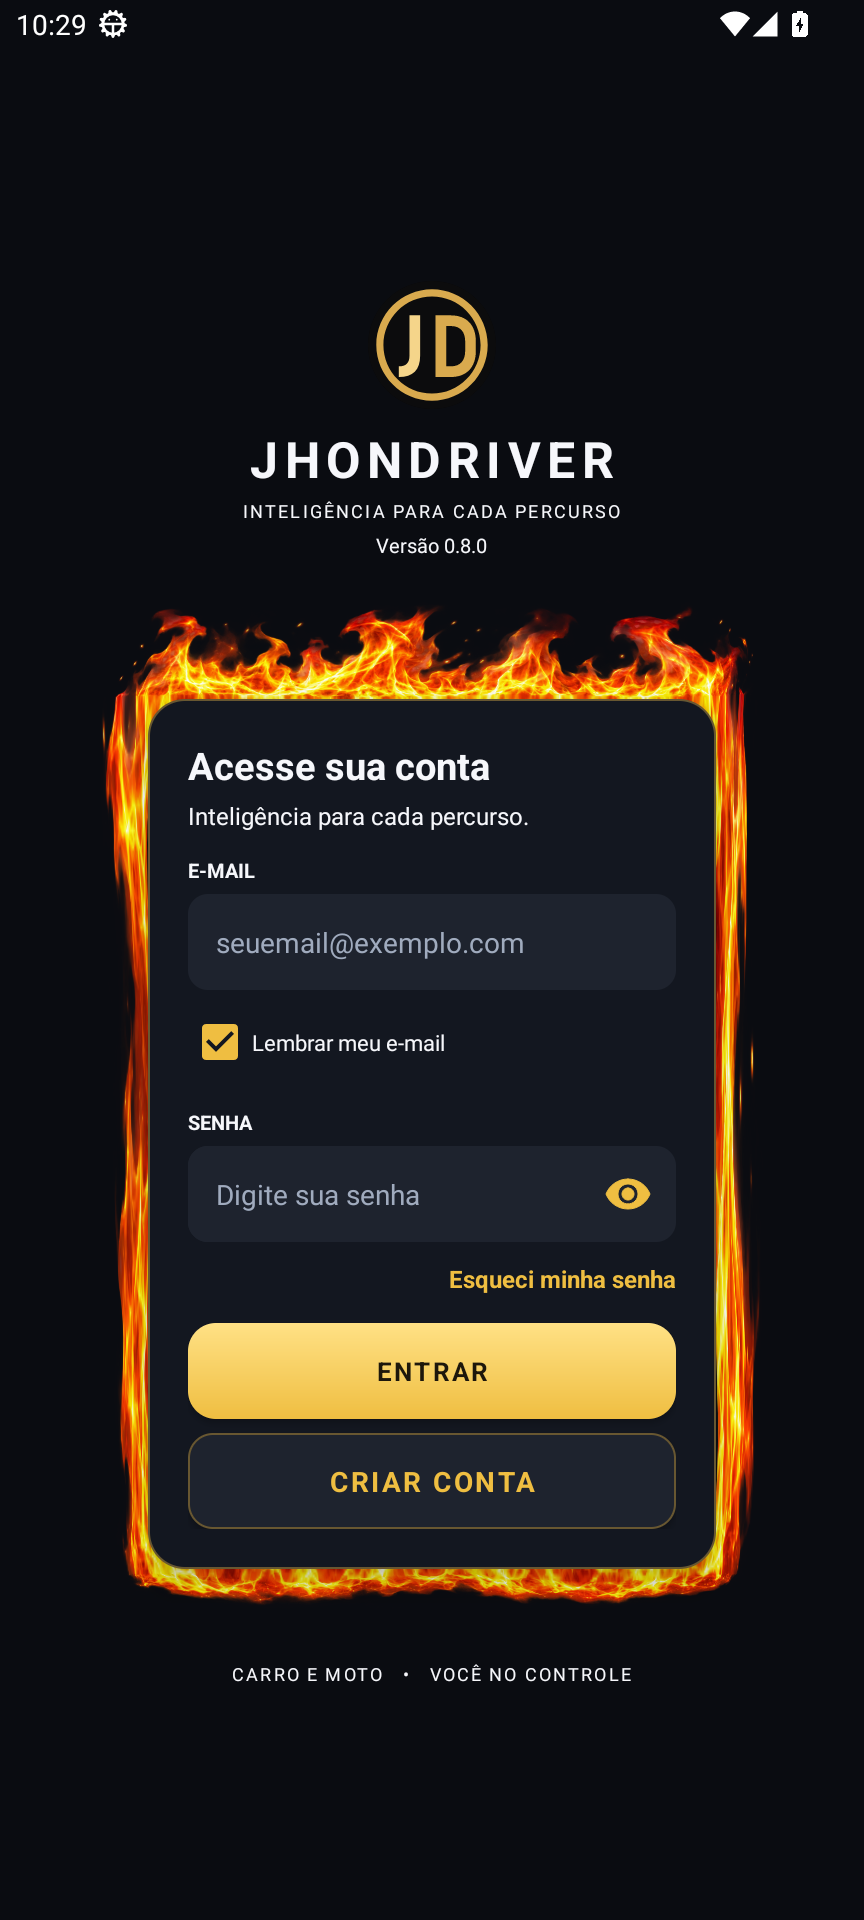 10:29
JD
JHONDRIVER
INTELIGÊNCIA PARA CADA PERCURSO
Versão 0.8.0
Acesse sua conta
Inteligência para cada percurso.
E-MAIL
seuemail@exemplo.com
Lembrar meu e-mail
SENHA
Digite sua senha
Esqueci minha senha
ENTRAR
CRIAR CONTA
CARRO E MOTO • VOCÊ NO CONTROLE